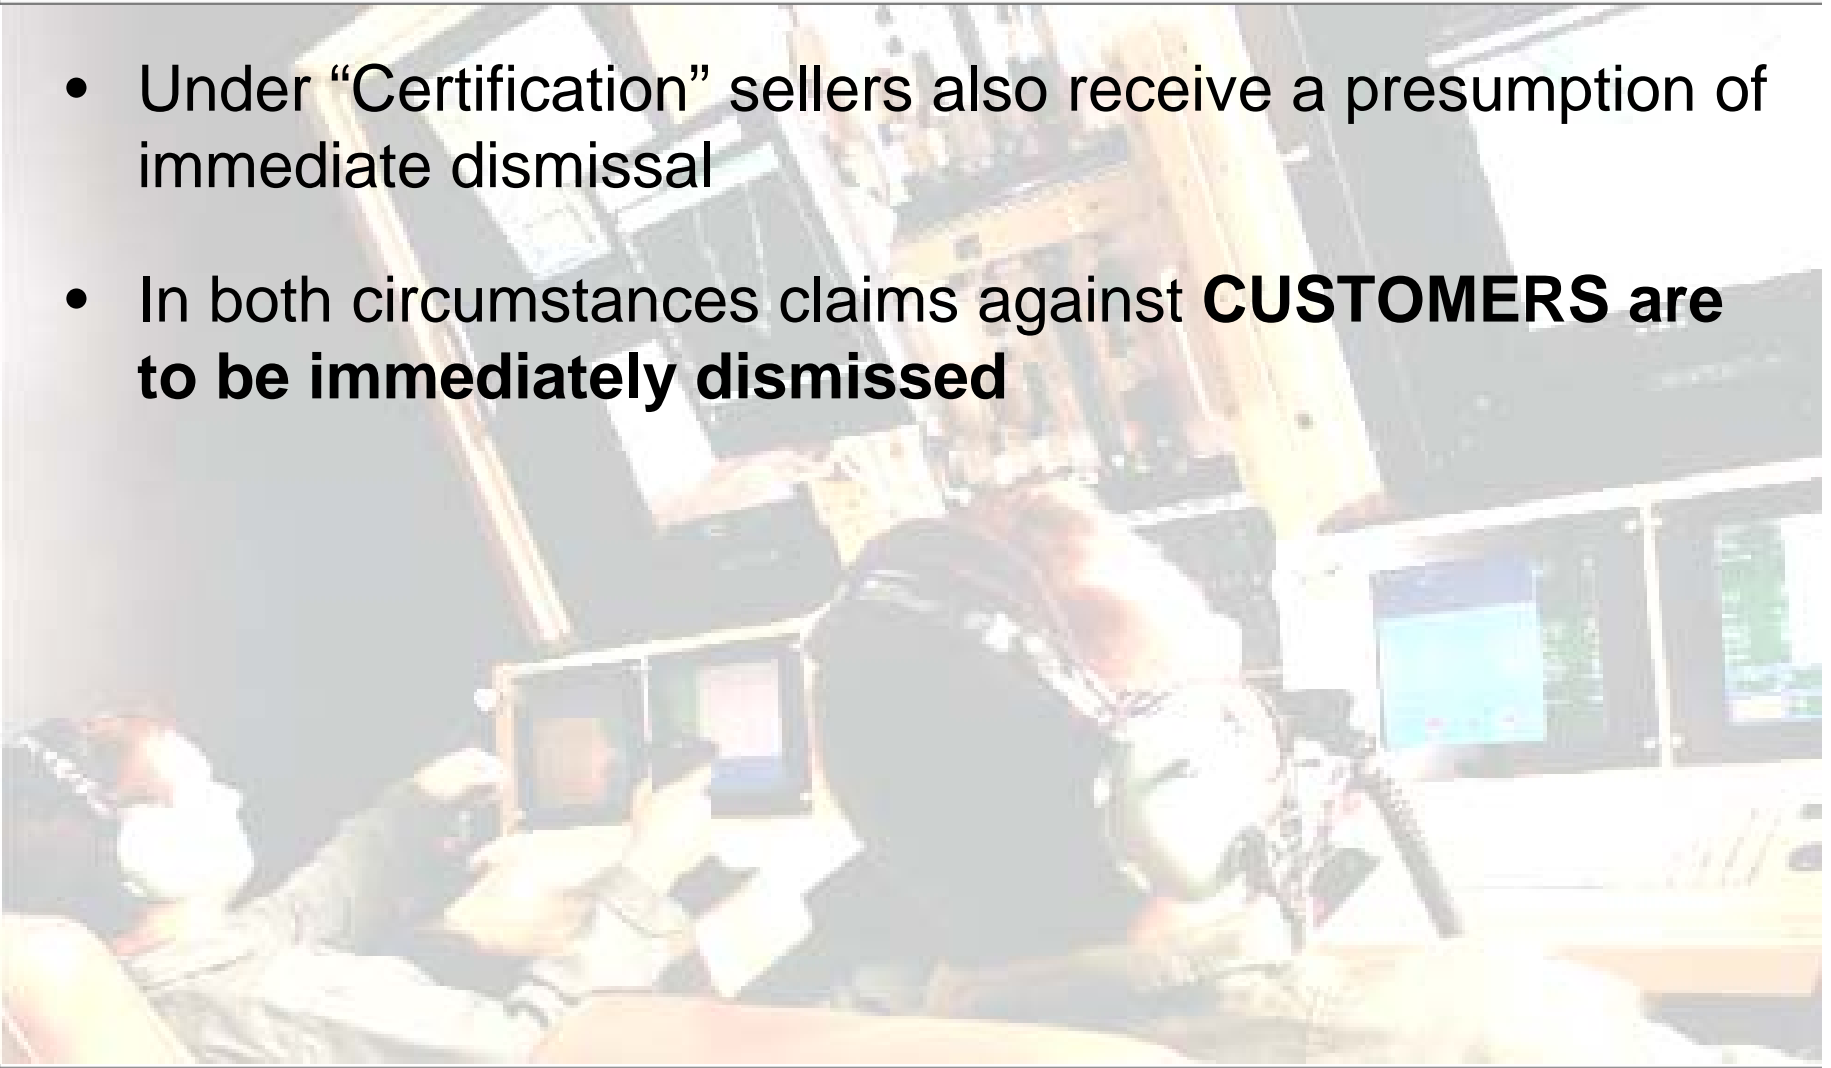 • Under “Certification” sellers also receive a presumption of
immediate dismissal
• In both circumstances claims against CUSTOMERS are
to be immediately dismissed